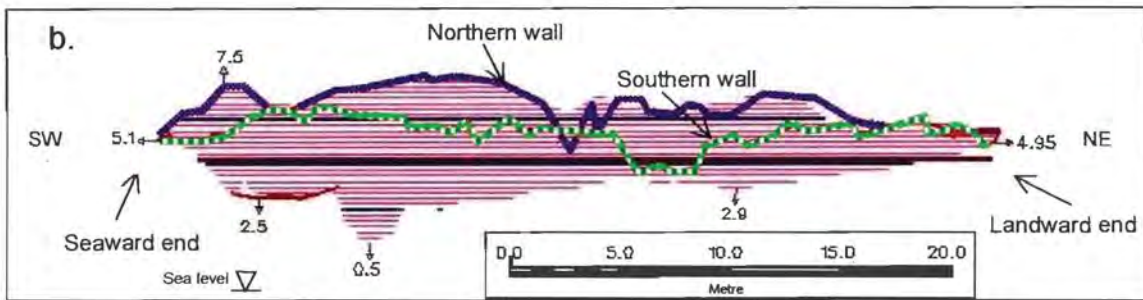 b.
Northern wall
7.5
Southern wall
SW
5.1
4.95
NE
2.5
2.9
Seaward end
Landward end
0.5
Sea level
0.0 5.0 10.0 15.0 20.0
Metre